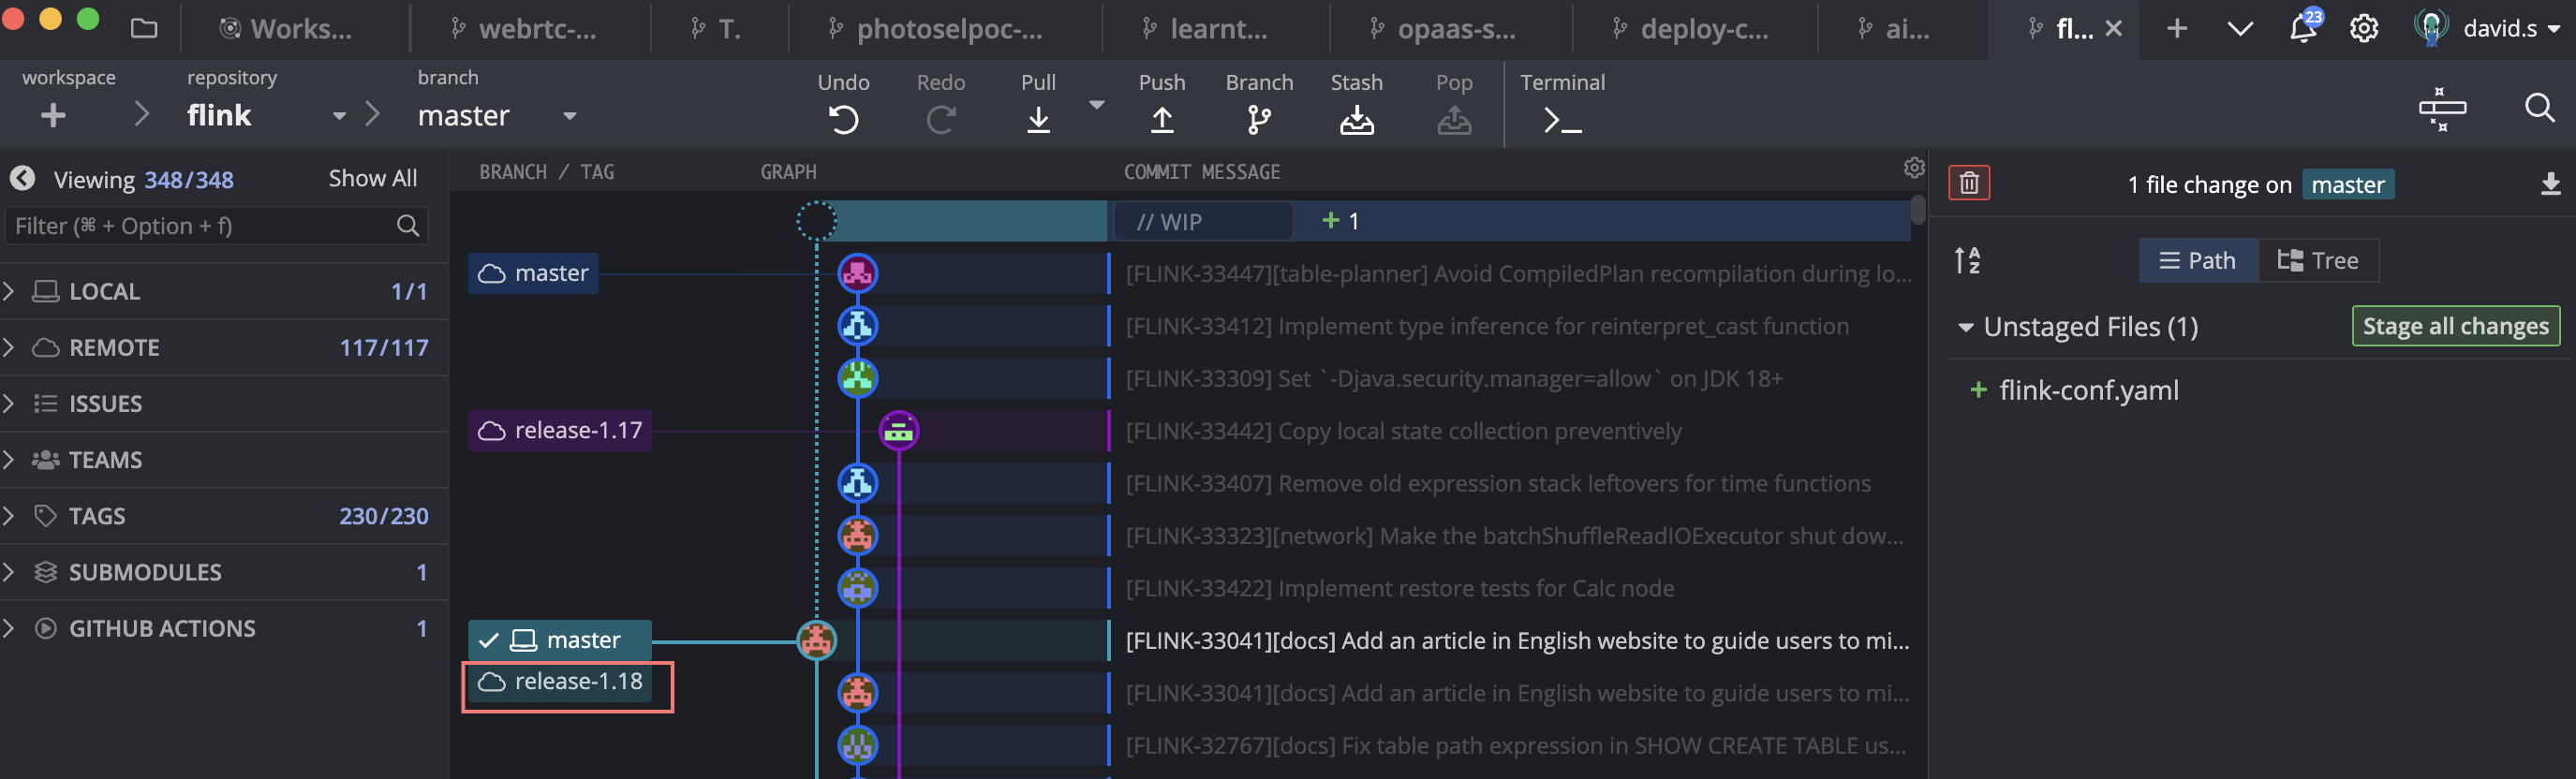 Works...
webrtc-...
T.
photoselpoc-...
learnt...
opaas-s...
deploy-c...
ai...
fl...
23
david.s
workspace
repository
flink
branch
master
Undo
Redo
Pull
Push
Branch
Stash
Pop
Terminal
Viewing 348/348
Show All
Filter (⌘ + Option + f)
LOCAL 1/1
REMOTE 117/117
ISSUES
TEAMS
TAGS 230/230
SUBMODULES 1
GITHUB ACTIONS 1
BRANCH / TAG
GRAPH
COMMIT MESSAGE
// WIP
+ 1
master
[FLINK-33447][table-planner] Avoid CompiledPlan recompilation during lo...
[FLINK-33412] Implement type inference for reinterpret_cast function
[FLINK-33309] Set `-Djava.security.manager=allow` on JDK 18+
release-1.17
[FLINK-33442] Copy local state collection preventively
[FLINK-33407] Remove old expression stack leftovers for time functions
[FLINK-33323][network] Make the batchShuffleReadIOExecutor shut dow...
[FLINK-33422] Implement restore tests for Calc node
master
[FLINK-33041][docs] Add an article in English website to guide users to mi...
release-1.18
[FLINK-33041][docs] Add an article in English website to guide users to mi...
[FLINK-32767][docs] Fix table path expression in SHOW CREATE TABLE us...
1 file change on master
A
Z
Path
Tree
Unstaged Files (1)
Stage all changes
+ flink-conf.yaml